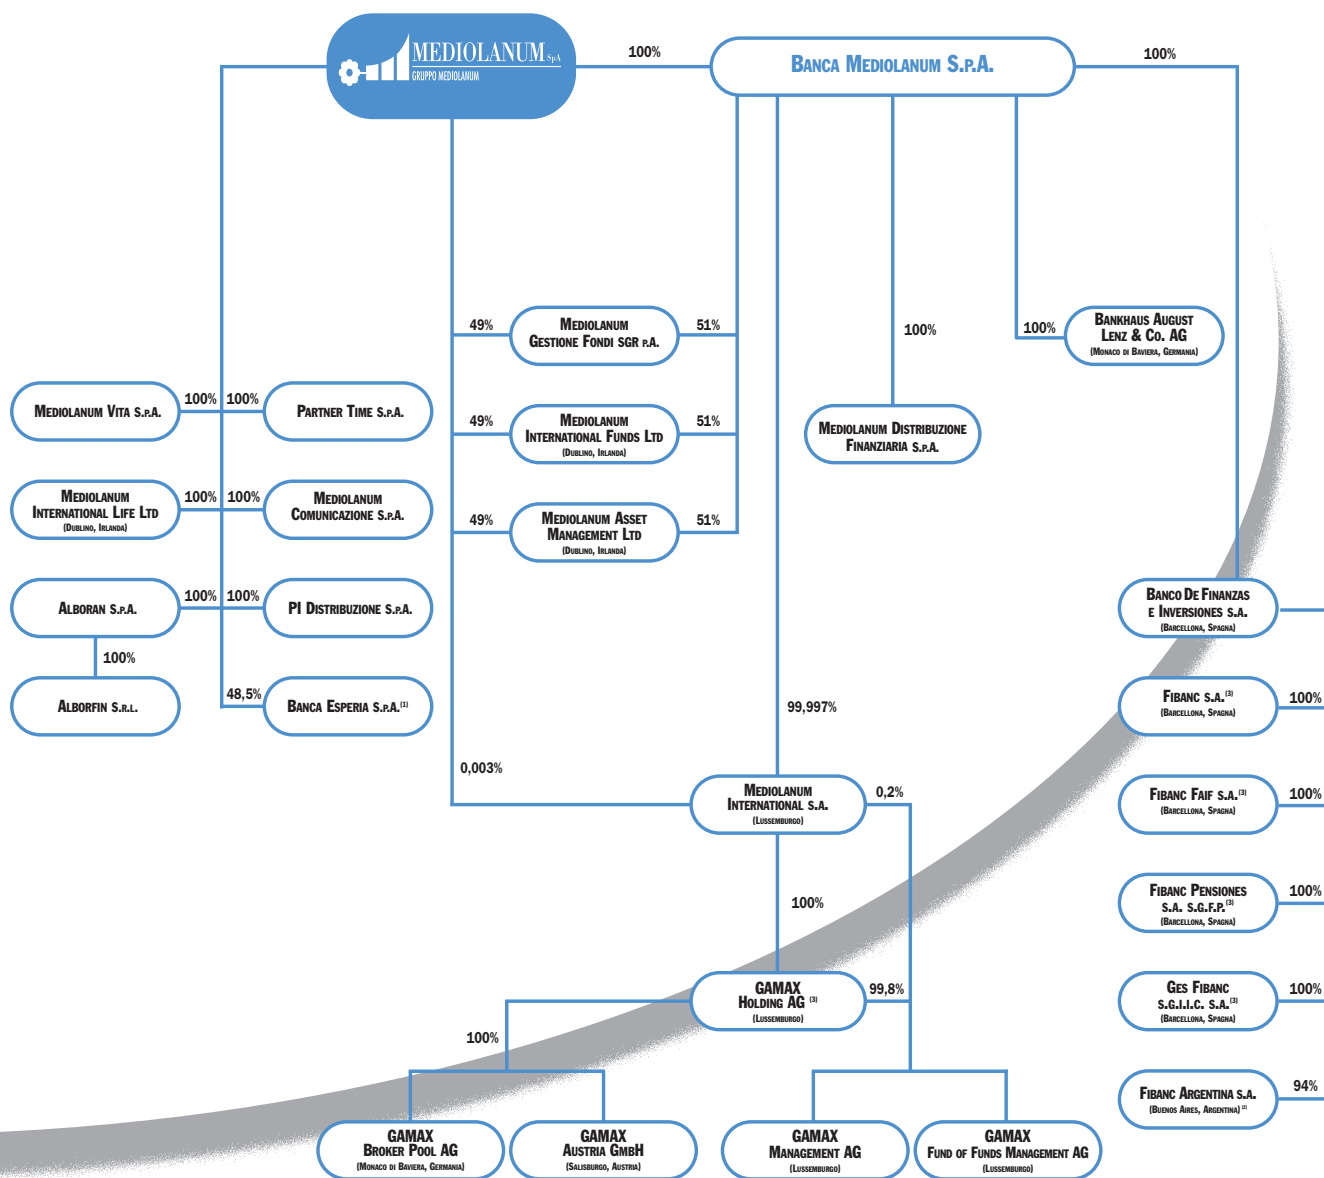 MEDIOLANUM SpA
GRUPPO MEDIOLANUM
100%
BANCA MEDIOLANUM S.P.A.
100%
49%
MEDIOLANUM
GESTIONE FONDI SGR P.A.
51%
100%
100%
BANKHAUS AUGUST
LENZ & CO. AG
(MONACO DI BAVIERA, GERMANIA)
MEDIOLANUM VITA S.P.A.
100%
100%
PARTNER TIME S.P.A.
49%
MEDIOLANUM
INTERNATIONAL FUNDS LTD
(DUBLINO, IRLANDA)
51%
MEDIOLANUM DISTRIBUZIONE
FINANZIARIA S.P.A.
MEDIOLANUM
INTERNATIONAL LIFE LTD
(DUBLINO, IRLANDA)
100%
100%
MEDIOLANUM
COMUNICAZIONE S.P.A.
49%
MEDIOLANUM ASSET
MANAGEMENT LTD
(DUBLINO, IRLANDA)
51%
ALBORAN S.P.A.
100%
100%
PI DISTRIBUZIONE S.P.A.
BANCO DE FINANZAS
E INVERSIONES S.A.
(BARCELLONA, SPAGNA)
100%
ALBORFIN S.R.L.
48,5%
BANCA ESPERIA S.P.A.(1)
99,997%
FIBANC S.A.(3)
(BARCELLONA, SPAGNA)
100%
0,003%
MEDIOLANUM
INTERNATIONAL S.A.
(LUSSEMBURGO)
0,2%
FIBANC FAIF S.A.(3)
(BARCELLONA, SPAGNA)
100%
100%
FIBANC PENSIONES
S.A. S.G.F.P.(3)
(BARCELLONA, SPAGNA)
100%
GAMAX
HOLDING AG (3)
(LUSSEMBURGO)
99,8%
GES FIBANC
S.G.I.I.C. S.A.(3)
(BARCELLONA, SPAGNA)
100%
100%
FIBANC ARGENTINA S.A.
(BUENOS AIRES, ARGENTINA) (2)
94%
GAMAX
BROKER POOL AG
(MONACO DI BAVIERA, GERMANIA)
GAMAX
AUSTRIA GMBH
(SALISBURGO, AUSTRIA)
GAMAX
MANAGEMENT AG
(LUSSEMBURGO)
GAMAX
FUND OF FUNDS MANAGEMENT AG
(LUSSEMBURGO)